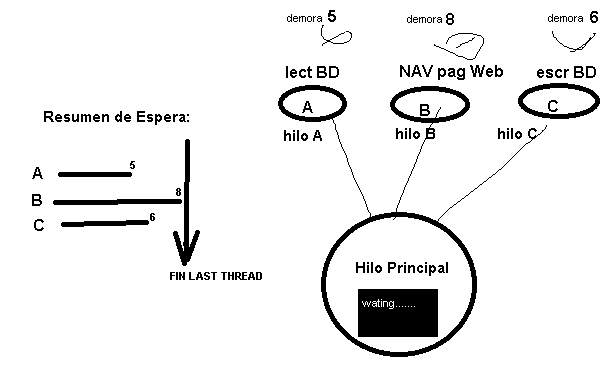 demora 5
demora 8
demora 6
lect BD
NAV pag Web
escr BD
A
B
C
hilo A
hilo B
hilo C
Resumen de Espera:
A 5
B 8
C 6
FIN LAST THREAD
Hilo Principal
wating.......